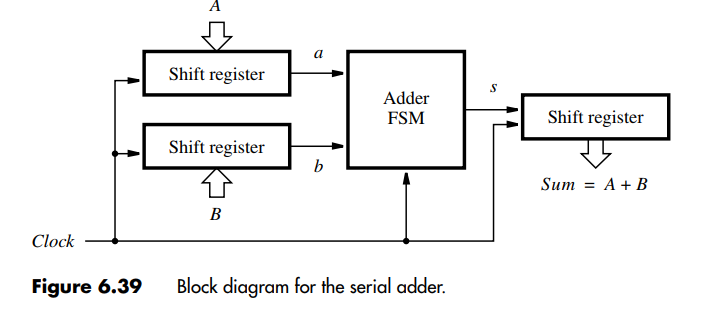 A
Shift register
a
Adder
FSM
s
Shift register
Shift register
b
Sum = A + B
B
Clock
Figure 6.39 Block diagram for the serial adder.